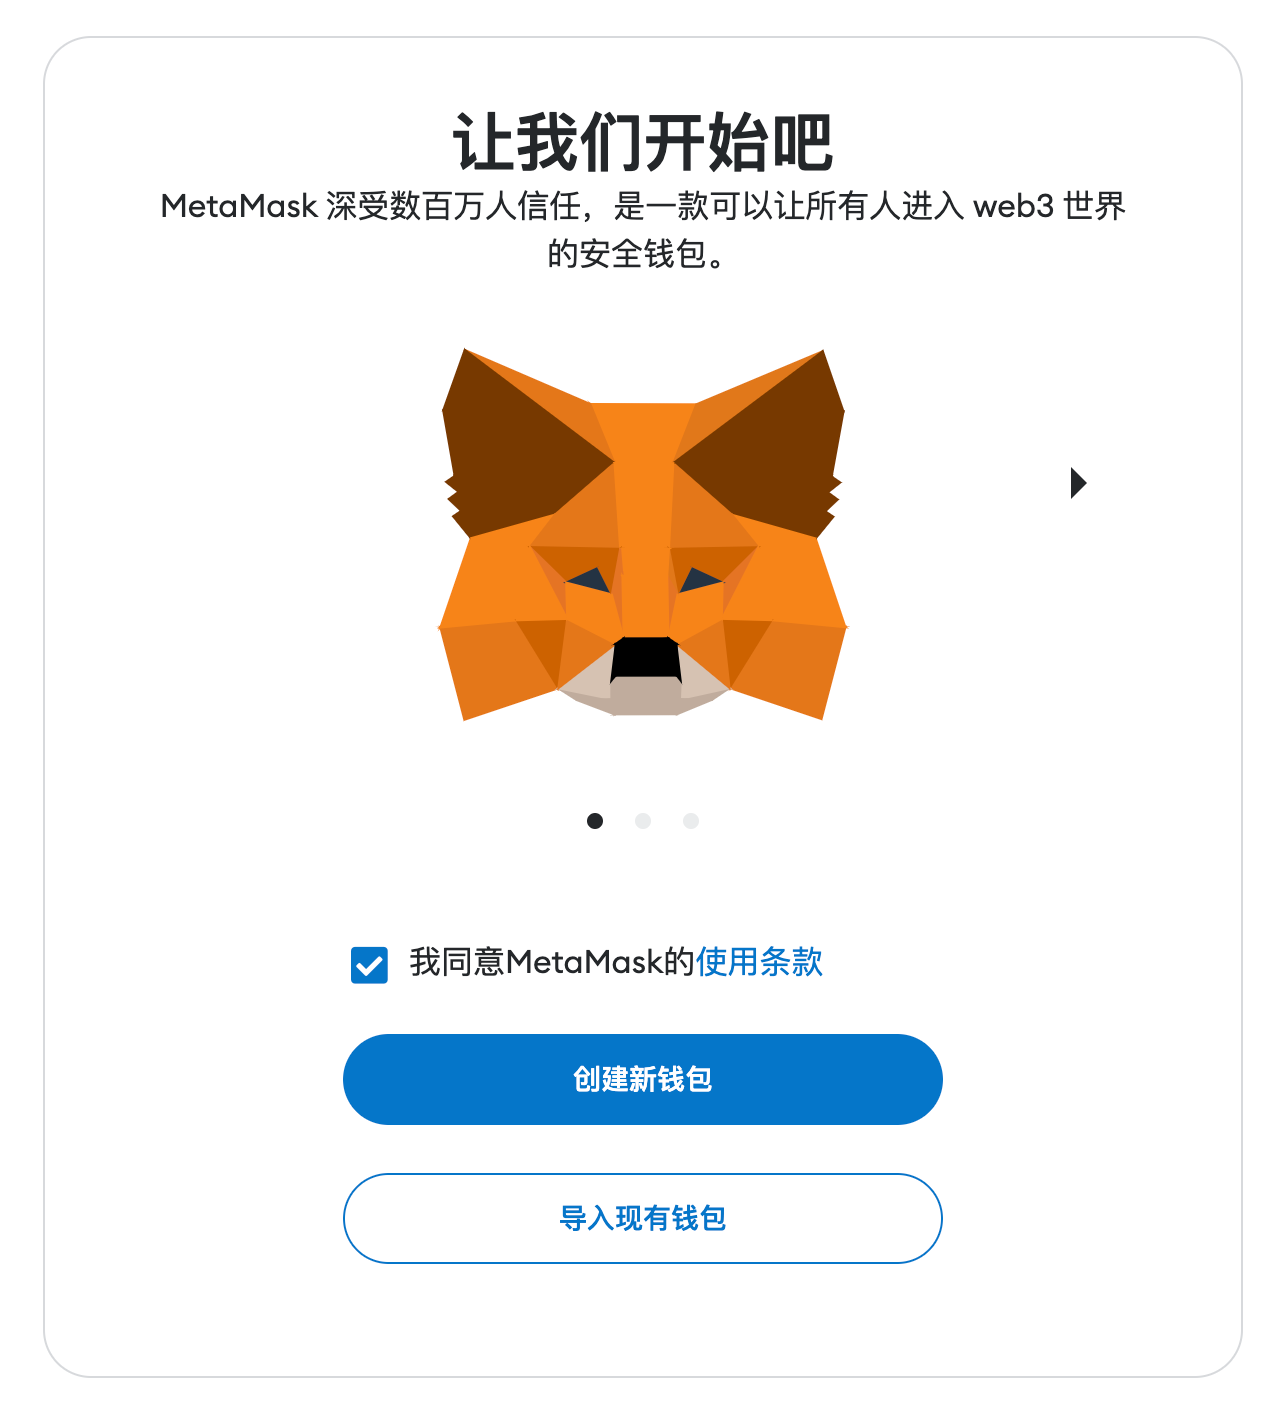 让我们开始吧
MetaMask 深受数百万人信任，是一款可以让所有人进入 web3 世界
的安全钱包。
我同意MetaMask的使用条款
创建新钱包
导入现有钱包